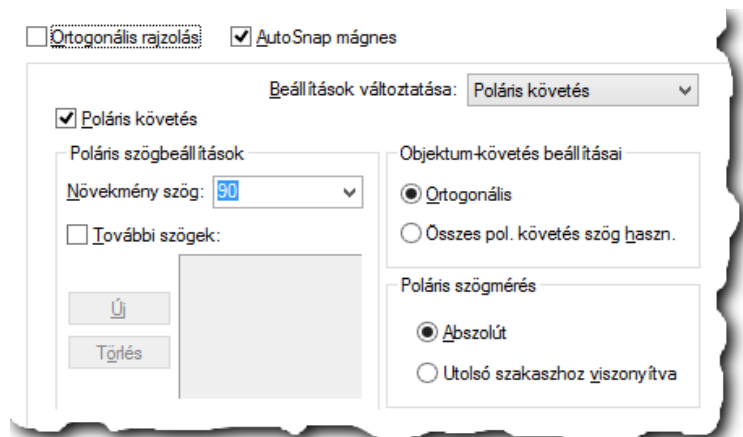 Ortogonális rajzolás AutoSnap mágnes
Beállítások változtatása: Poláris követés
Poláris követés
Poláris szögbeállítások
Növekmény szög: 90
További szögek:
Új
Törlés
Objektum-követés beállításai
Ortogonális
Összes pol. követés szög haszn.
Poláris szögmérés
Abszolút
Utolsó szakaszhoz viszonyítva